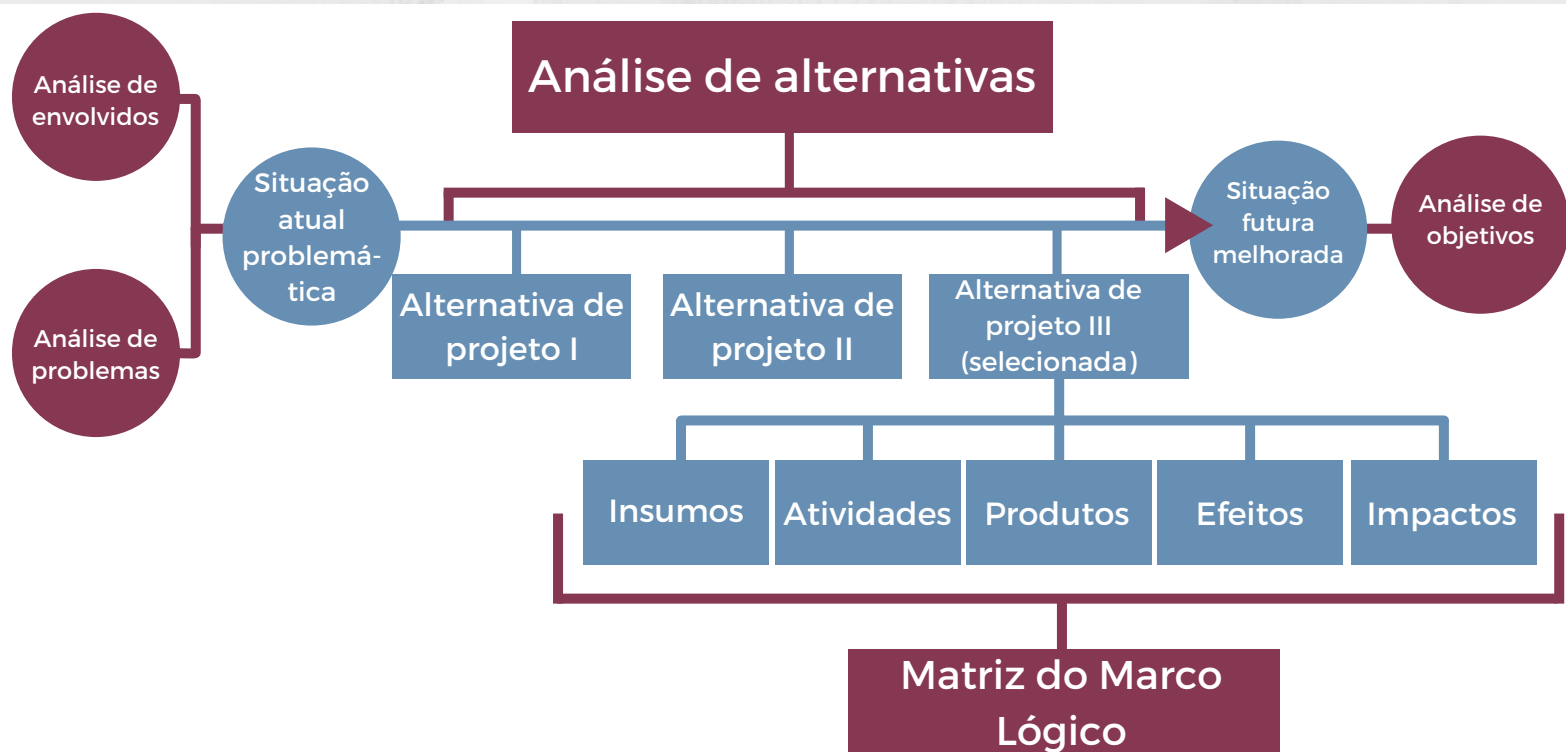 Análise de alternativas
Análise de
envolvidos
Situação
atual
problemá-
tica
Análise de
problemas
Situação
futura
melhorada
Análise de
objetivos
Alternativa de
projeto I
Alternativa de
projeto II
Alternativa de
projeto III
(selecionada)
Insumos
Atividades
Produtos
Efeitos
Impactos
Matriz do Marco
Lógico